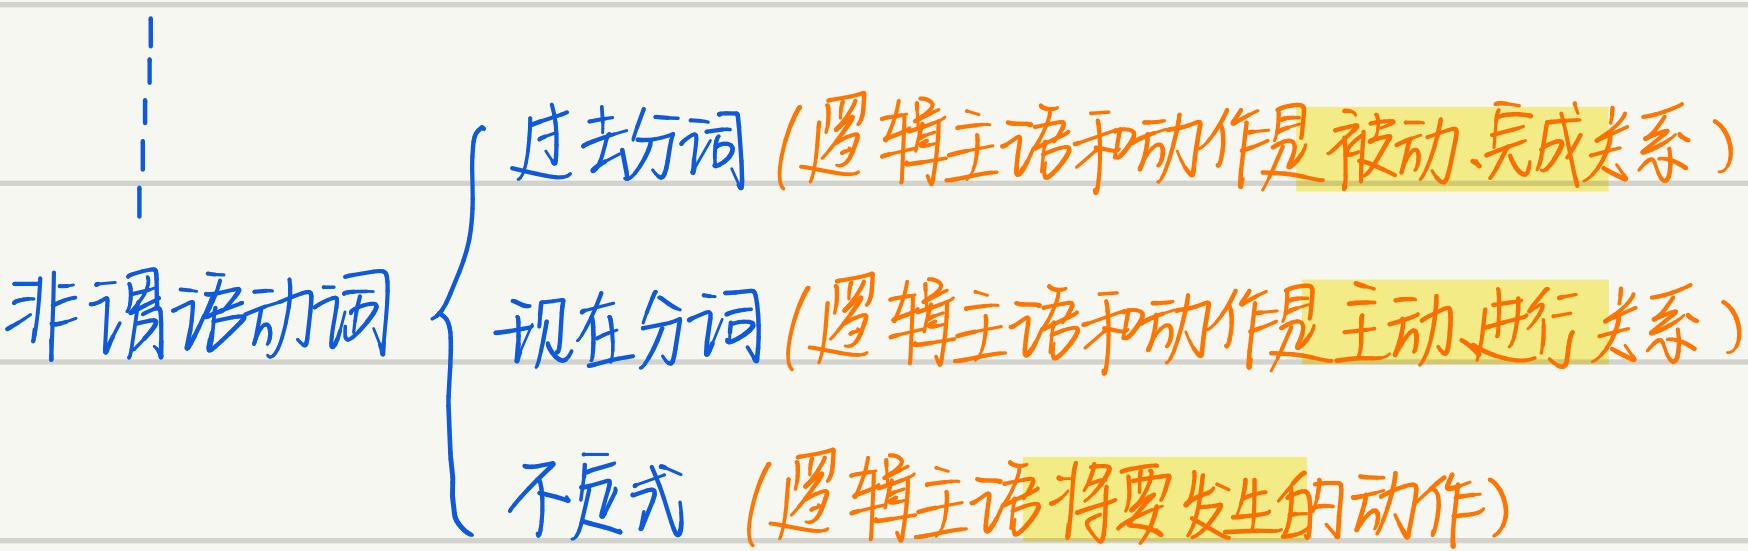 过去分词（逻辑主语和动作是被动、完成关系）
非谓语动词
现在分词（逻辑主语和动作是主动、进行关系）
不定式（逻辑主语将要发生的动作）